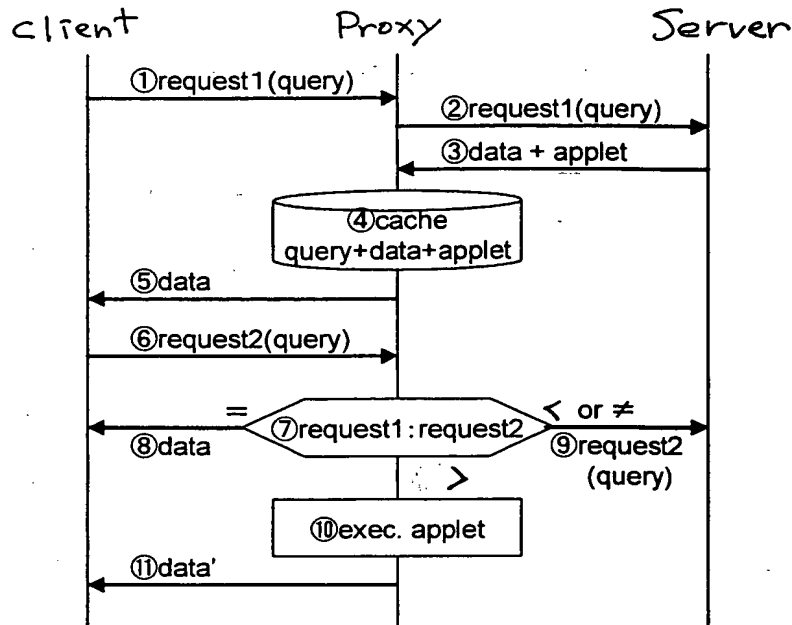 client Proxy Server
①request1(query)
②request1(query)
③data + applet
④cache
query+data+applet
⑤data
⑥request2(query)
= < or ≠
⑦request1:request2
⑧data ⑨request2
(query)
>
⑩exec. applet
⑪data'